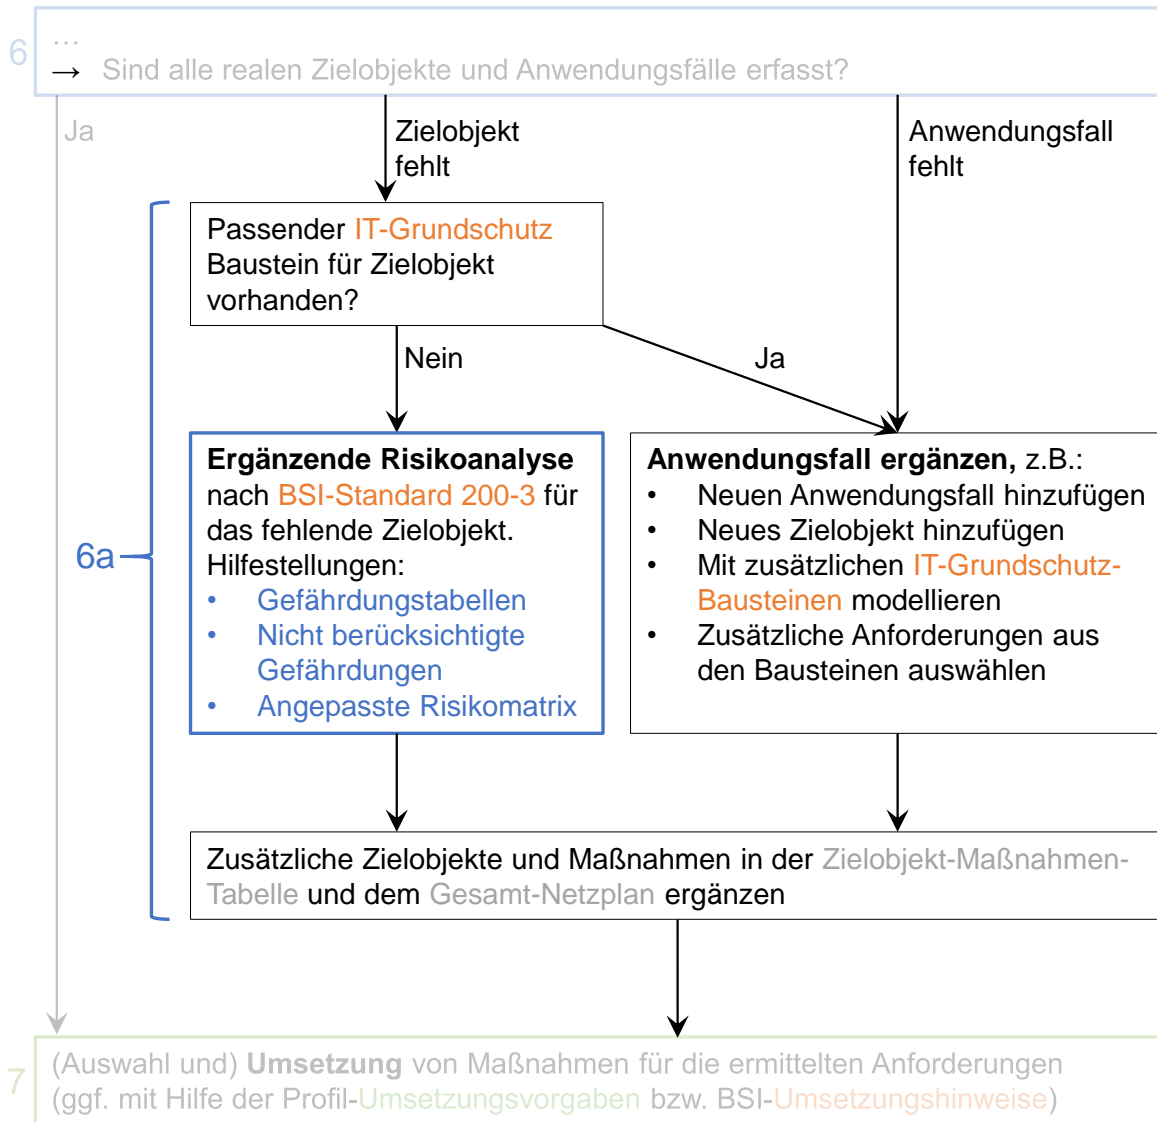 6
…
→ Sind alle realen Zielobjekte und Anwendungsfälle erfasst?
Ja
Zielobjekt
fehlt
Anwendungsfall
fehlt
Passender IT-Grundschutz
Baustein für Zielobjekt
vorhanden?
Nein
Ja
6a
Ergänzende Risikoanalyse
nach BSI-Standard 200-3 für
das fehlende Zielobjekt.
Hilfestellungen:
• Gefährdungstabellen
• Nicht berücksichtigte
Gefährdungen
• Angepasste Risikomatrix
Anwendungsfall ergänzen, z.B.:
• Neuen Anwendungsfall hinzufügen
• Neues Zielobjekt hinzufügen
• Mit zusätzlichen IT-Grundschutz-
Bausteinen modellieren
• Zusätzliche Anforderungen aus
den Bausteinen auswählen
Zusätzliche Zielobjekte und Maßnahmen in der Zielobjekt-Maßnahmen-
Tabelle und dem Gesamt-Netzplan ergänzen
7
(Auswahl und) Umsetzung von Maßnahmen für die ermittelten Anforderungen
(ggf. mit Hilfe der Profil-Umsetzungsvorgaben bzw. BSI-Umsetzungshinweise)